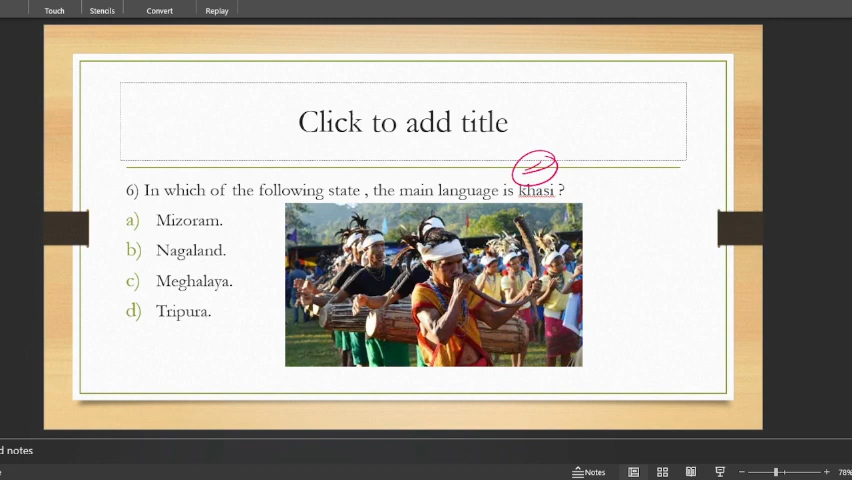 Touch Stencils Convert Replay
Click to add title
6) In which of the following state , the main language is khasi ?
a) Mizoram.
b) Nagaland.
c) Meghalaya.
d) Tripura.
d notes
Notes
78%